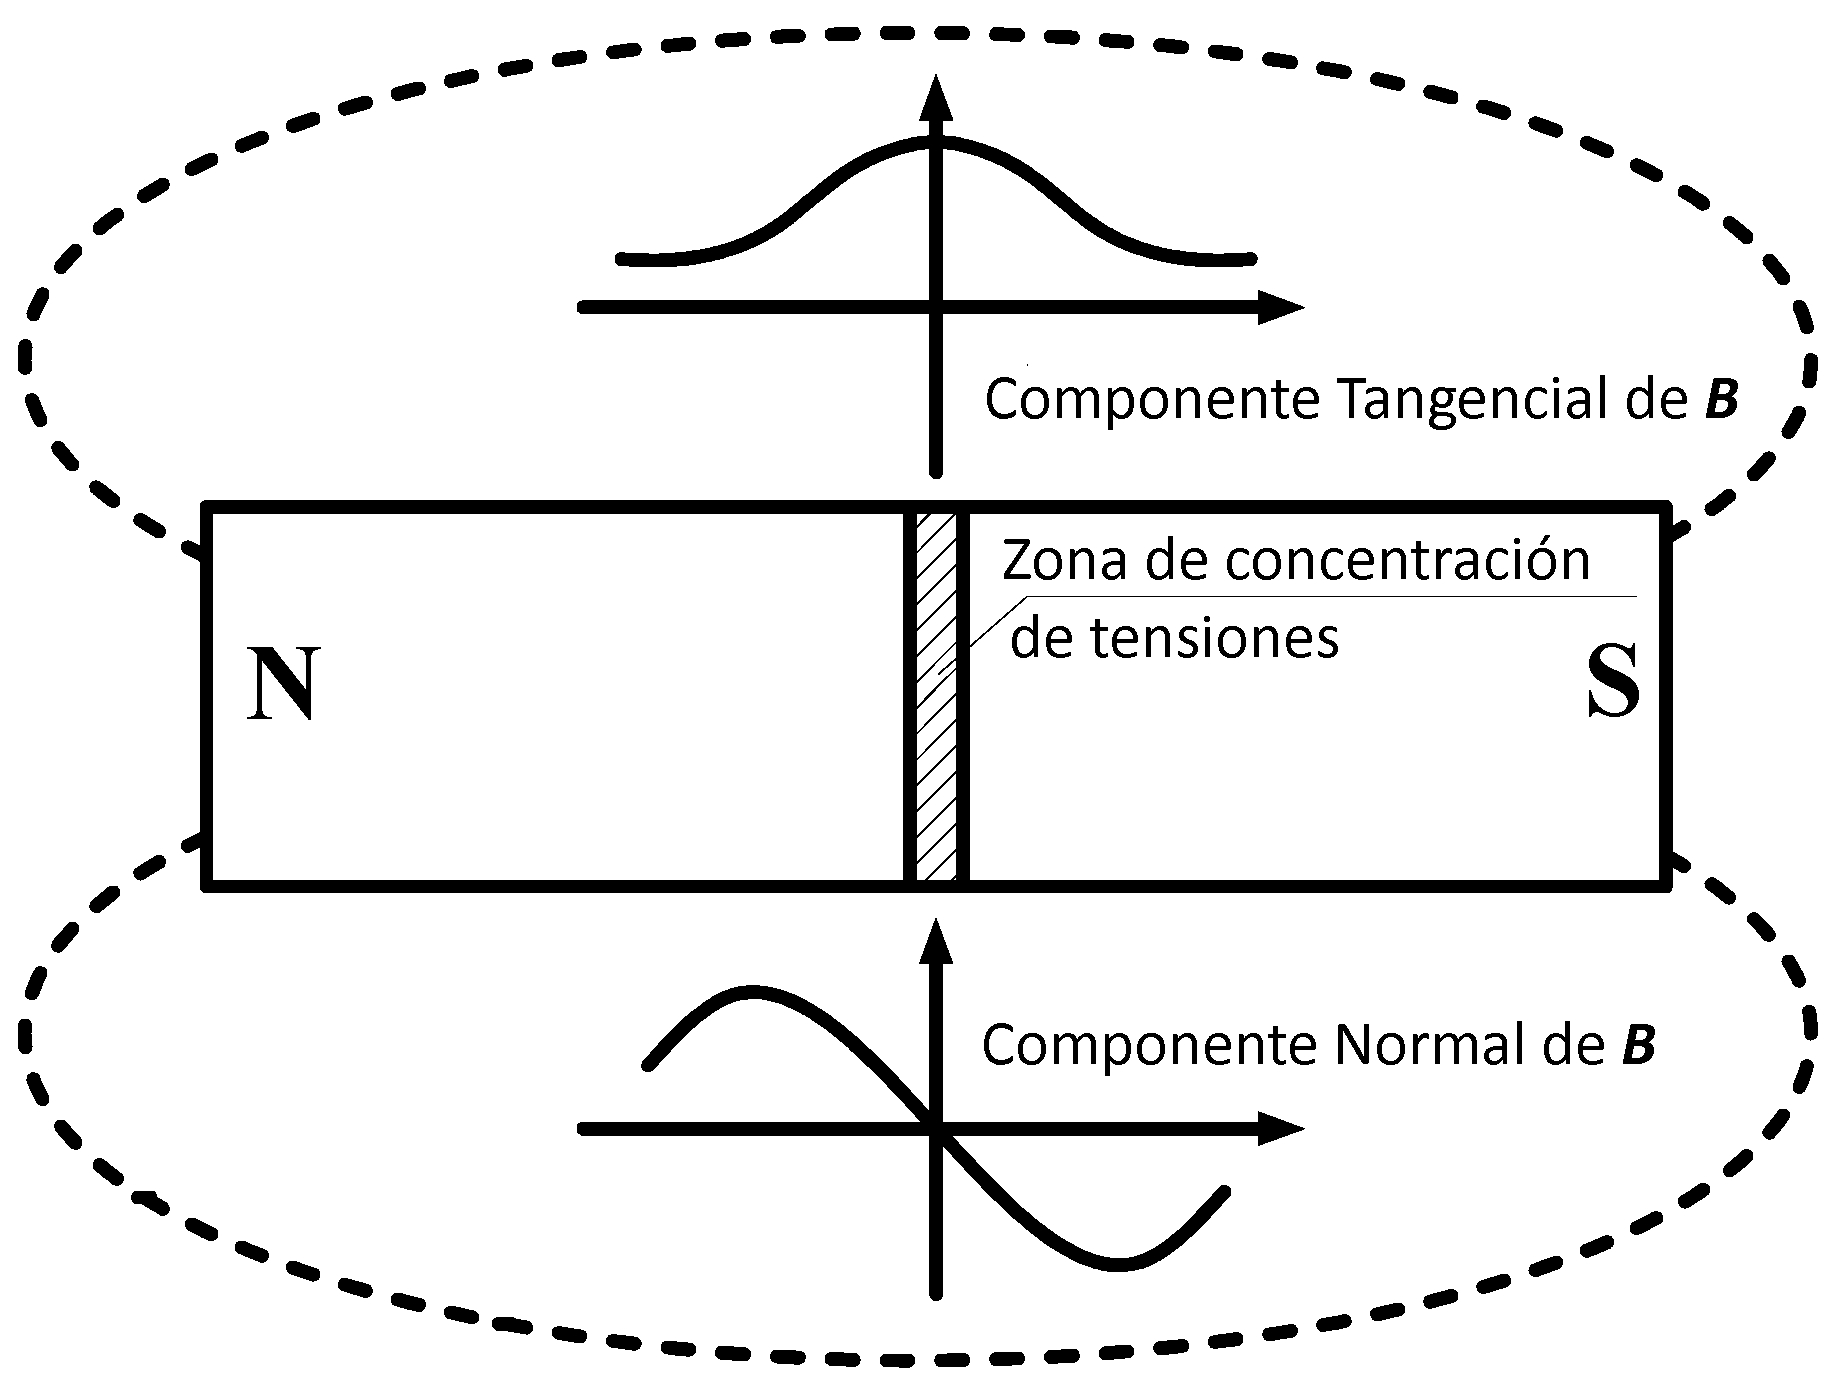 Componente Tangencial de B
Zona de concentración
de tensiones
N
S
Componente Normal de B